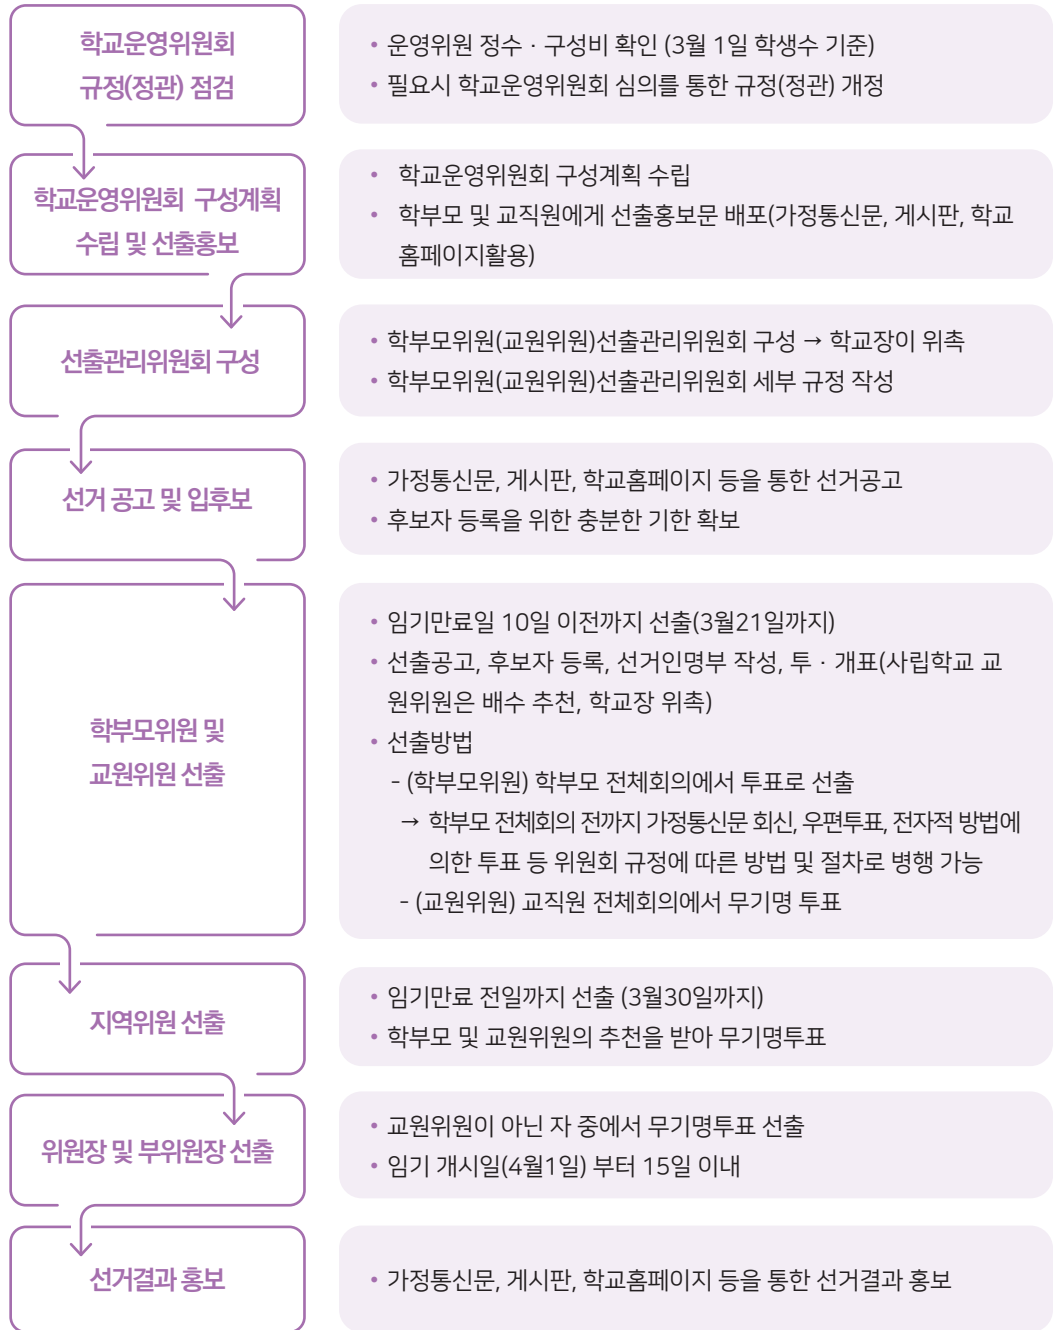 학교운영위원회
규정(정관) 점검
• 운영위원 정수 · 구성비 확인 (3월 1일 학생수 기준)
• 필요시 학교운영위원회 심의를 통한 규정(정관) 개정
학교운영위원회 구성계획
수립 및 선출홍보
• 학교운영위원회 구성계획 수립
• 학부모 및 교직원에게 선출홍보문 배포(가정통신문, 게시판, 학교
홈페이지활용)
선출관리위원회 구성
• 학부모위원(교원위원)선출관리위원회 구성 → 학교장이 위촉
• 학부모위원(교원위원)선출관리위원회 세부 규정 작성
선거 공고 및 입후보
• 가정통신문, 게시판, 학교홈페이지 등을 통한 선거공고
• 후보자 등록을 위한 충분한 기한 확보
학부모위원 및
교원위원 선출
• 임기만료일 10일 이전까지 선출(3월21일까지)
• 선출공고, 후보자 등록, 선거인명부 작성, 투 · 개표(사립학교 교
원위원은 배수 추천, 학교장 위촉)
• 선출방법
- (학부모위원) 학부모 전체회의에서 투표로 선출
→ 학부모 전체회의 전까지 가정통신문 회신, 우편투표, 전자적 방법에
의한 투표 등 위원회 규정에 따른 방법 및 절차로 병행 가능
- (교원위원) 교직원 전체회의에서 무기명 투표
지역위원 선출
• 임기만료 전일까지 선출 (3월30일까지)
• 학부모 및 교원위원의 추천을 받아 무기명투표
위원장 및 부위원장 선출
• 교원위원이 아닌 자 중에서 무기명투표 선출
• 임기 개시일(4월1일) 부터 15일 이내
선거결과 홍보
• 가정통신문, 게시판, 학교홈페이지 등을 통한 선거결과 홍보